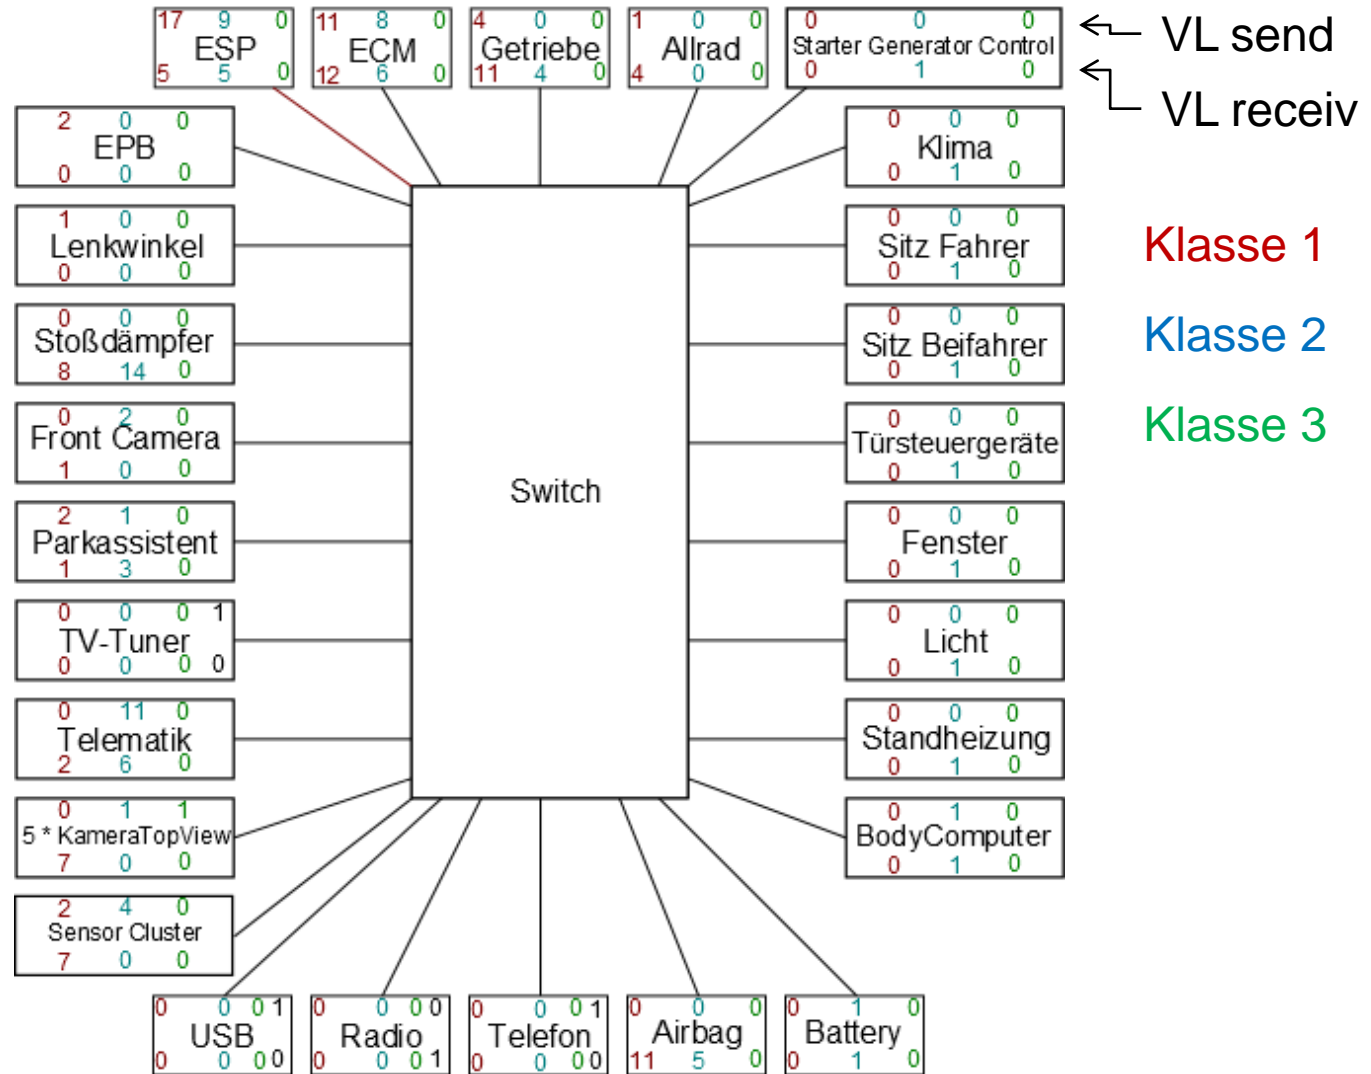 17 9 0
ESP
5 5 0
11 8 0
ECM
12 6 0
4 0 0
Getriebe
11 4 0
1 0 0
Allrad
4 0 0
0 0 0
Starter Generator Control
0 1 0
VL send
VL receiv
2 0 0
EPB
0 0 0
1 0 0
Lenkwinkel
0 0 0
0 0 0
Stoßdämpfer
8 14 0
0 2 0
Front Camera
1 0 0
2 1 0
Parkassistent
1 3 0
0 0 0 1
TV-Tuner
0 0 0 0
0 11 0
Telematik
2 6 0
0 1 1
5 * KameraTopView
7 0 0
2 4 0
Sensor Cluster
7 0 0
Switch
0 0 0
Klima
0 1 0
0 0 0
Sitz Fahrer
0 1 0
0 0 0
Sitz Beifahrer
0 1 0
0 0 0
Türsteuergeräte
0 1 0
0 0 0
Fenster
0 1 0
0 0 0
Licht
0 1 0
0 0 0
Standheizung
0 1 0
0 1 0
BodyComputer
0 1 0
Klasse 1
Klasse 2
Klasse 3
0 0 0 1
USB
0 0 0 0
0 0 0 0
Radio
0 0 0 1
0 0 0 1
Telefon
0 0 0 0
0 0 0
Airbag
11 5 0
0 1 0
Battery
0 1 0